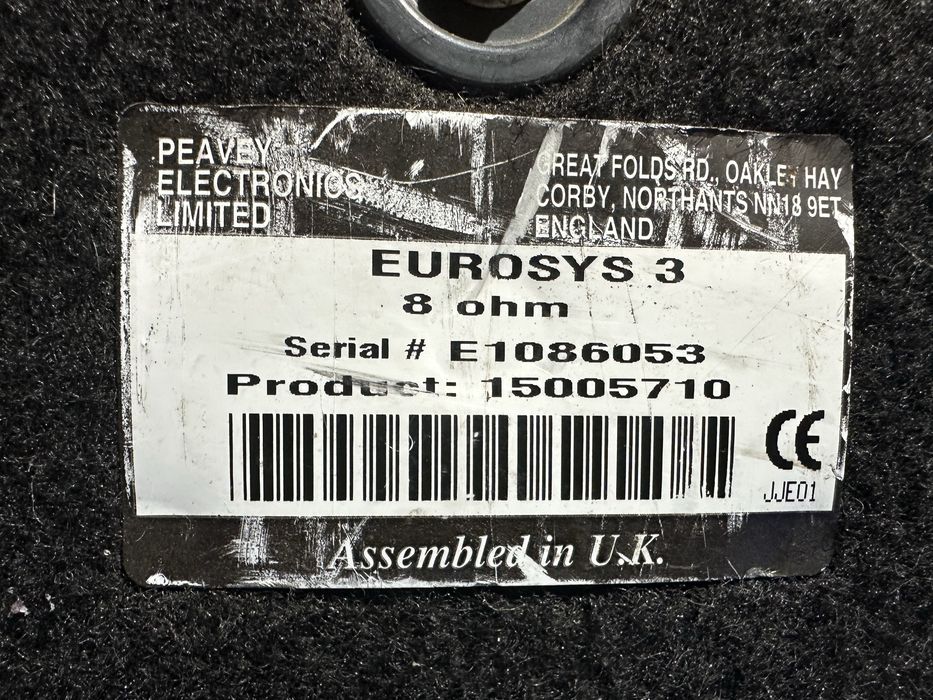 PEAVEY
ELECTRONICS
LIMITED
GREAT FOLDS RD., OAKLEY HAY
CORBY, NORTHANTS NN18 9ET
ENGLAND
EUROSYS 3
8 ohm
Serial # E1086053
Product: 15005710
CE
JJE01
Assembled in U.K.